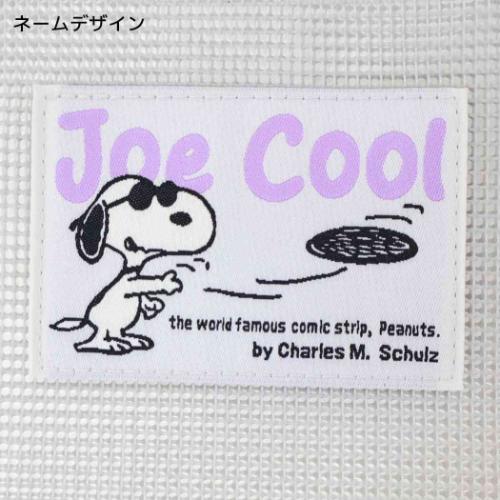 ネームデザイン
Joe Cool
the world famous comic strip, Peanuts.
by Charles M. Schulz